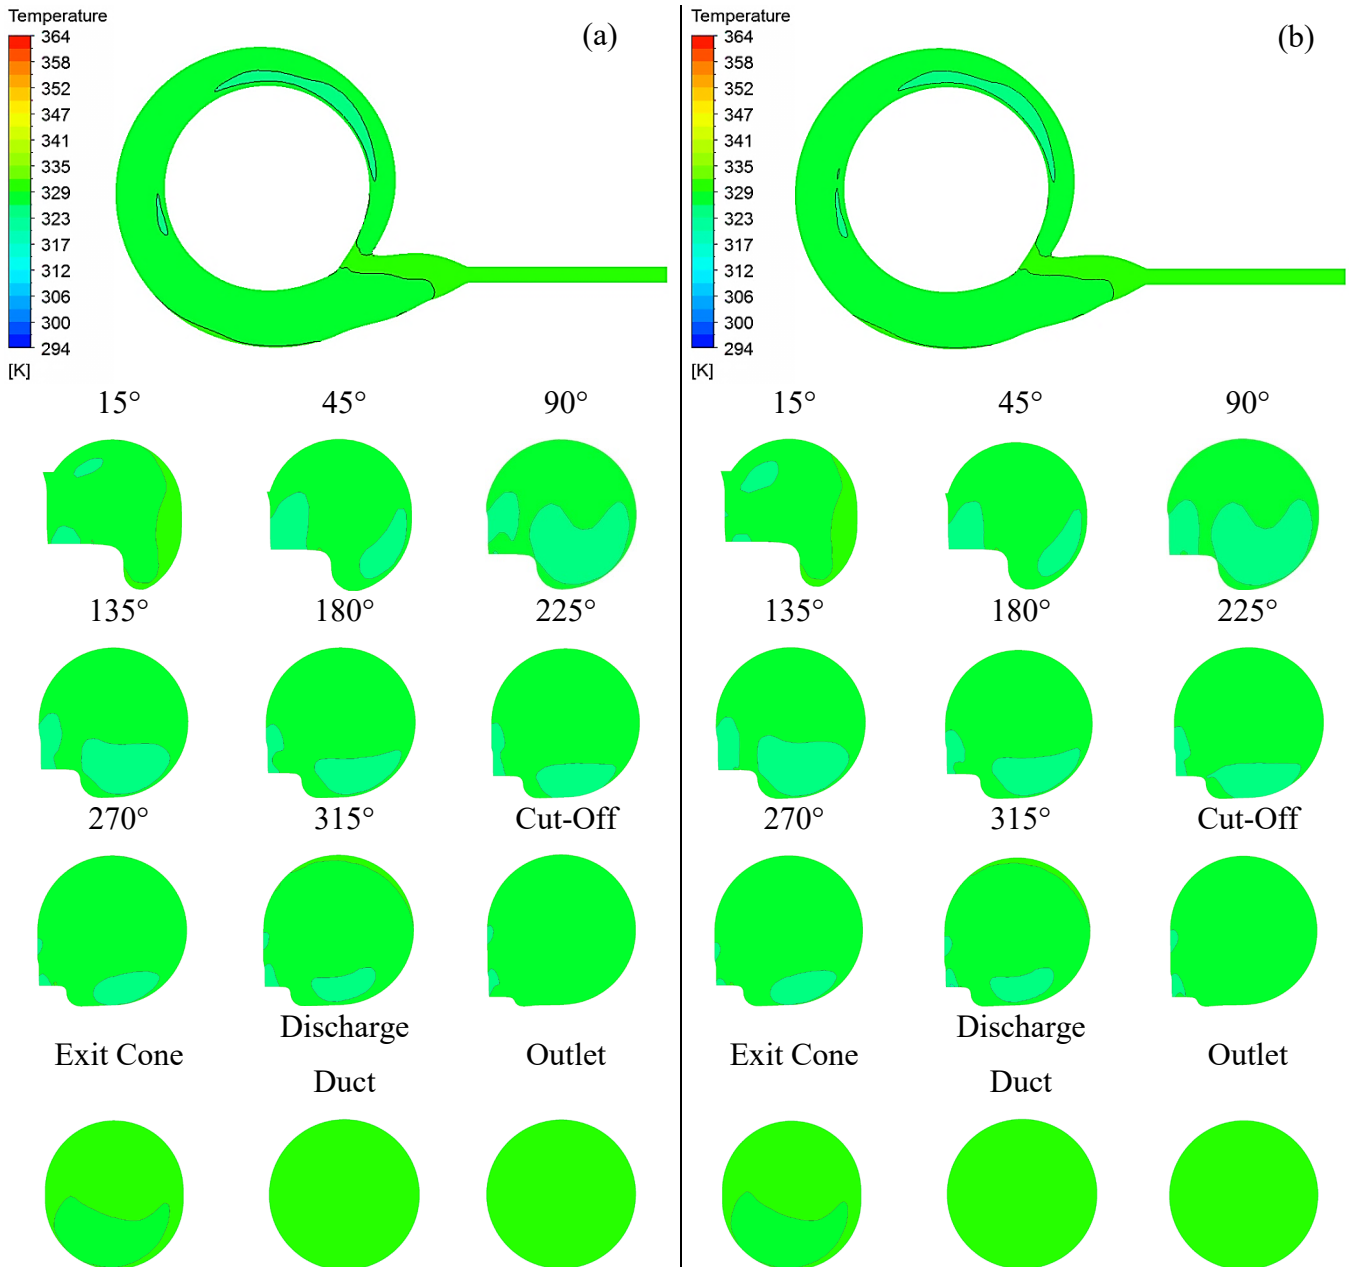 Temperature
364
358
352
347
341
335
329
323
317
312
306
300
294
[K]
(a)
15° 45° 90°
135° 180° 225°
270° 315° Cut-Off
Exit Cone Discharge Duct Outlet
Temperature
364
358
352
347
341
335
329
323
317
312
306
300
294
[K]
(b)
15° 45° 90°
135° 180° 225°
270° 315° Cut-Off
Exit Cone Discharge Duct Outlet